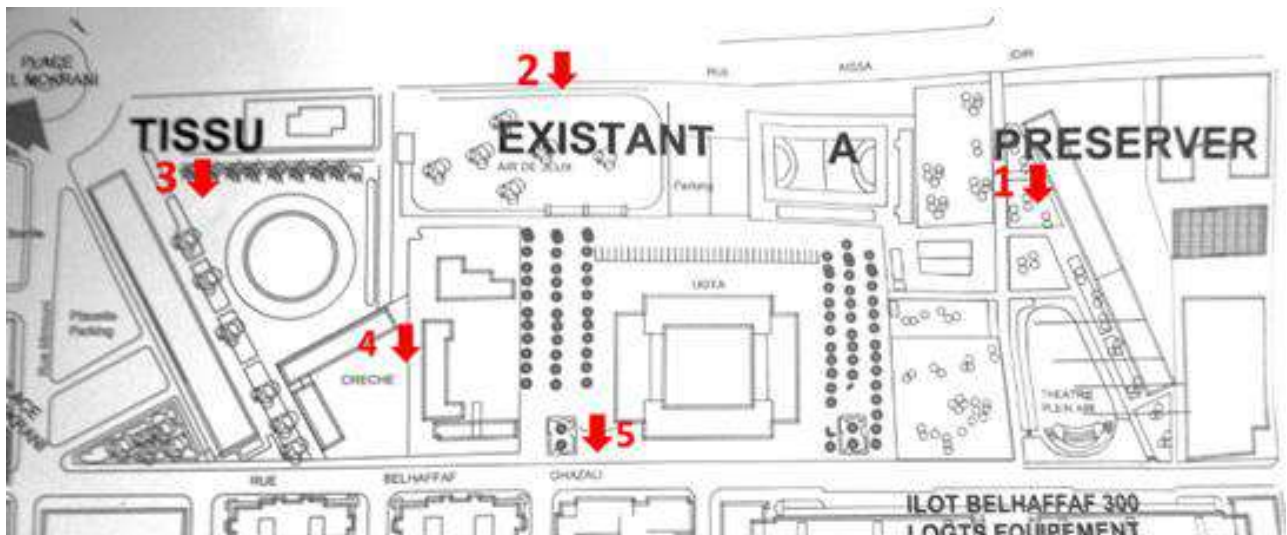 PLACE
EL MOKRANI
2
RUE
AISSA
IDIR
TISSU EXISTANT A PRESERVER
AIR DE JEUX
3
1
Parking
UGTA
Placette
Parking
4
CRECHE
THEATRE
PLEIN AIR
5
RUE BELHAFFAF GHAZALI
ILOT BELHAFFAF 300
LOGTS EQUIPEMENT